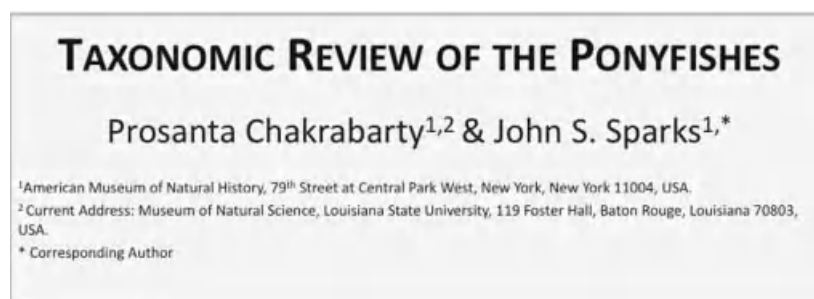 TAXONOMIC REVIEW OF THE PONYFISHES
Prosanta Chakrabarty1,2 & John S. Sparks1,*
1American Museum of Natural History, 79th Street at Central Park West, New York, New York 11004, USA.
2 Current Address: Museum of Natural Science, Louisiana State University, 119 Foster Hall, Baton Rouge, Louisiana 70803,
USA.
* Corresponding Author